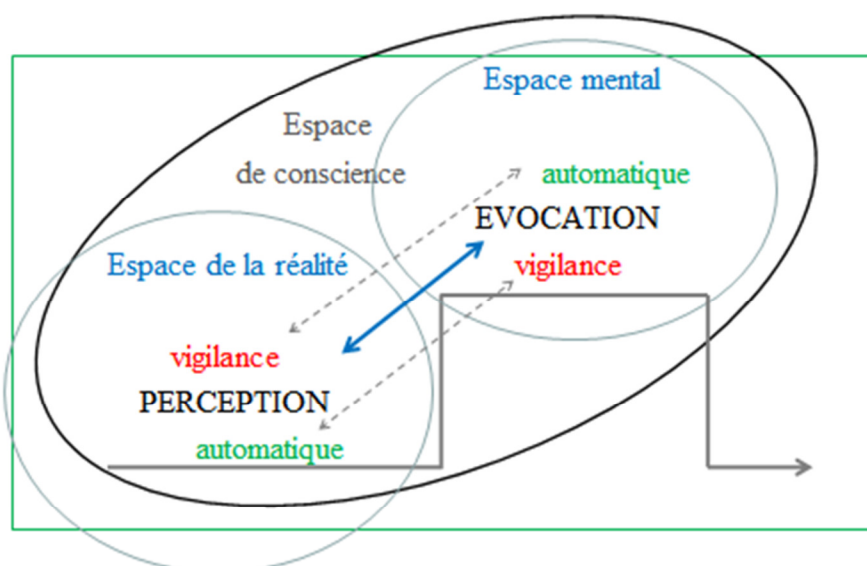 Espace mental
Espace
de conscience
automatique
EVOCATION
vigilance
Espace de la réalité
vigilance
PERCEPTION
automatique